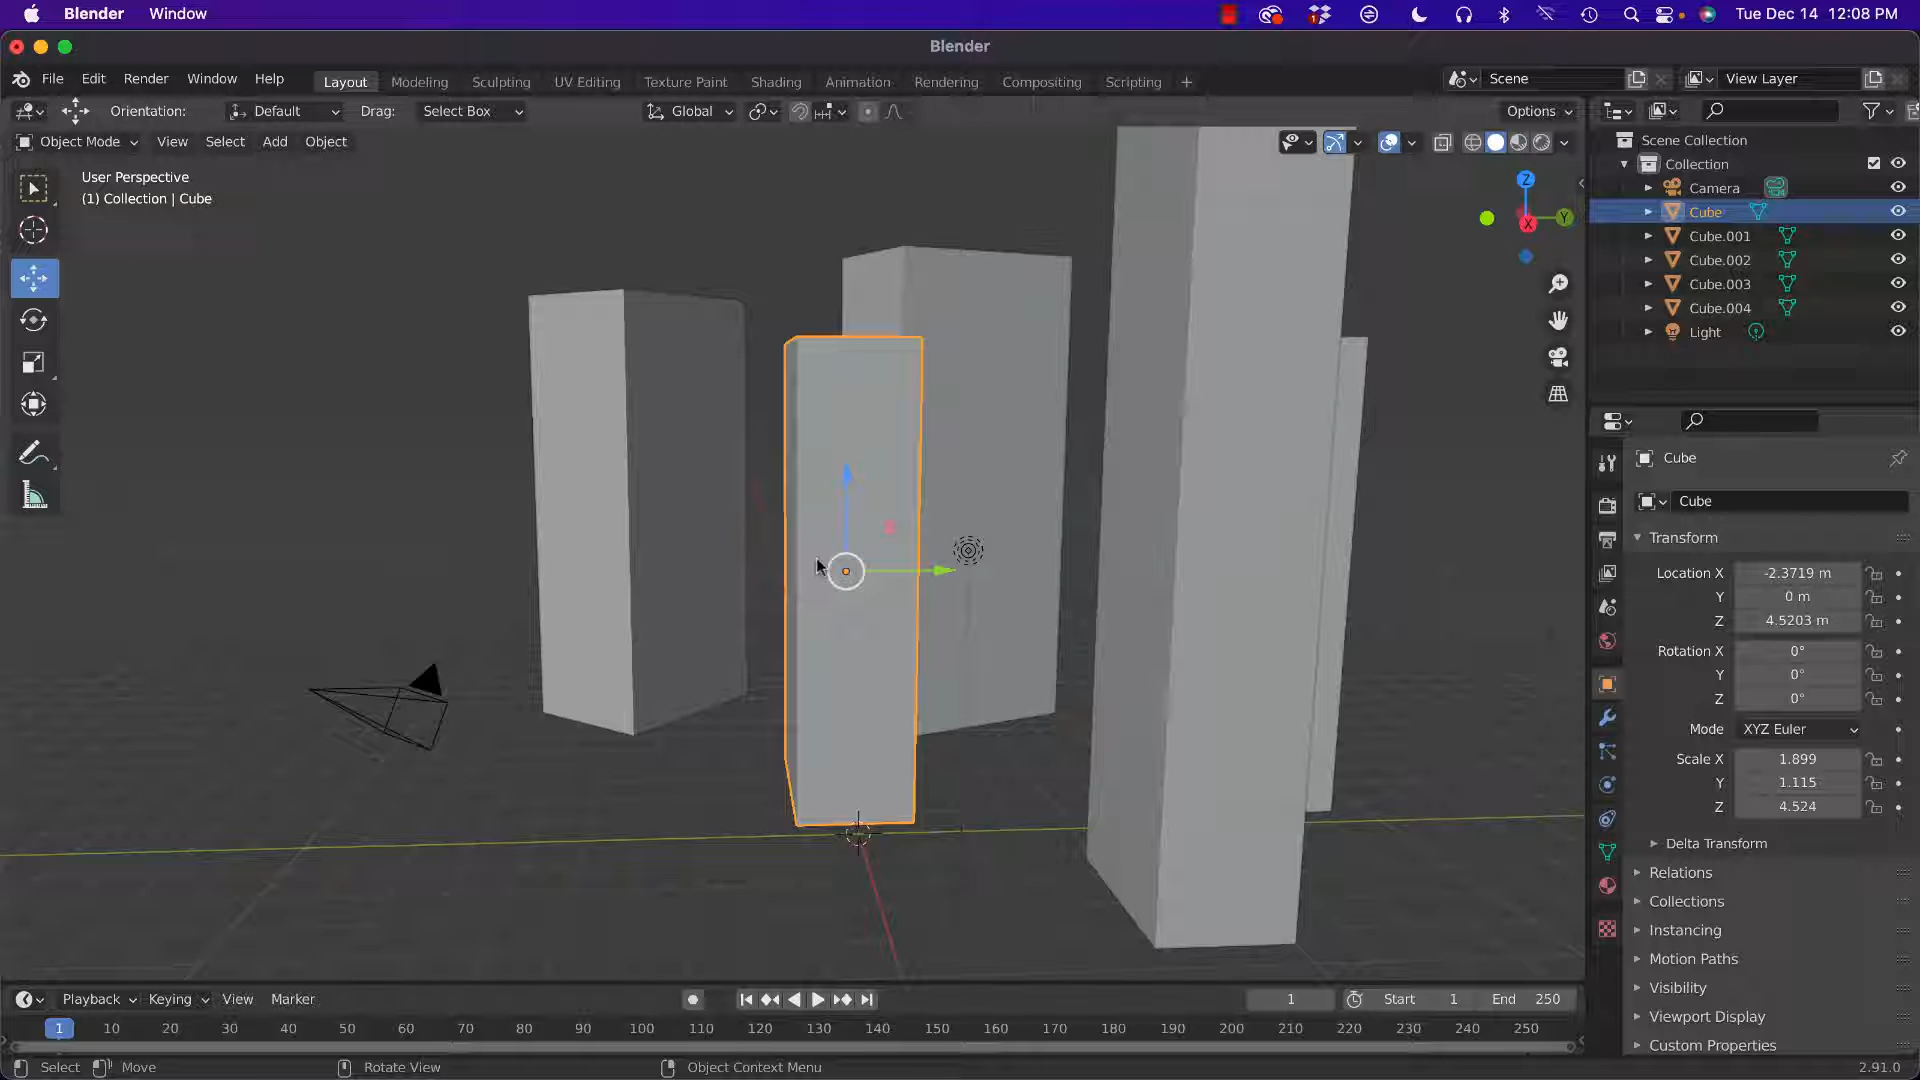 Blender Window
1
Tue Dec 14 12:08 PM
Blender
File Edit Render Window Help
Layout Modeling Sculpting UV Editing Texture Paint Shading Animation Rendering Compositing Scripting +
Scene
View Layer
Orientation: Default Drag: Select Box
Global
Options
Object Mode View Select Add Object
User Perspective
(1) Collection | Cube
Z
Y
X
Scene Collection
Collection
Camera
Cube
Cube.001
Cube.002
Cube.003
Cube.004
Light
Cube
Cube
Transform
Location X -2.3719 m
Y 0 m
Z 4.5203 m
Rotation X 0°
Y 0°
Z 0°
Mode XYZ Euler
Scale X 1.899
Y 1.115
Z 4.524
Delta Transform
Relations
Collections
Instancing
Motion Paths
Visibility
Viewport Display
Custom Properties
Playback Keying View Marker
1 Start 1 End 250
1 10 20 30 40 50 60 70 80 90 100 110 120 130 140 150 160 170 180 190 200 210 220 230 240 250
Select Move Rotate View Object Context Menu 2.91.0